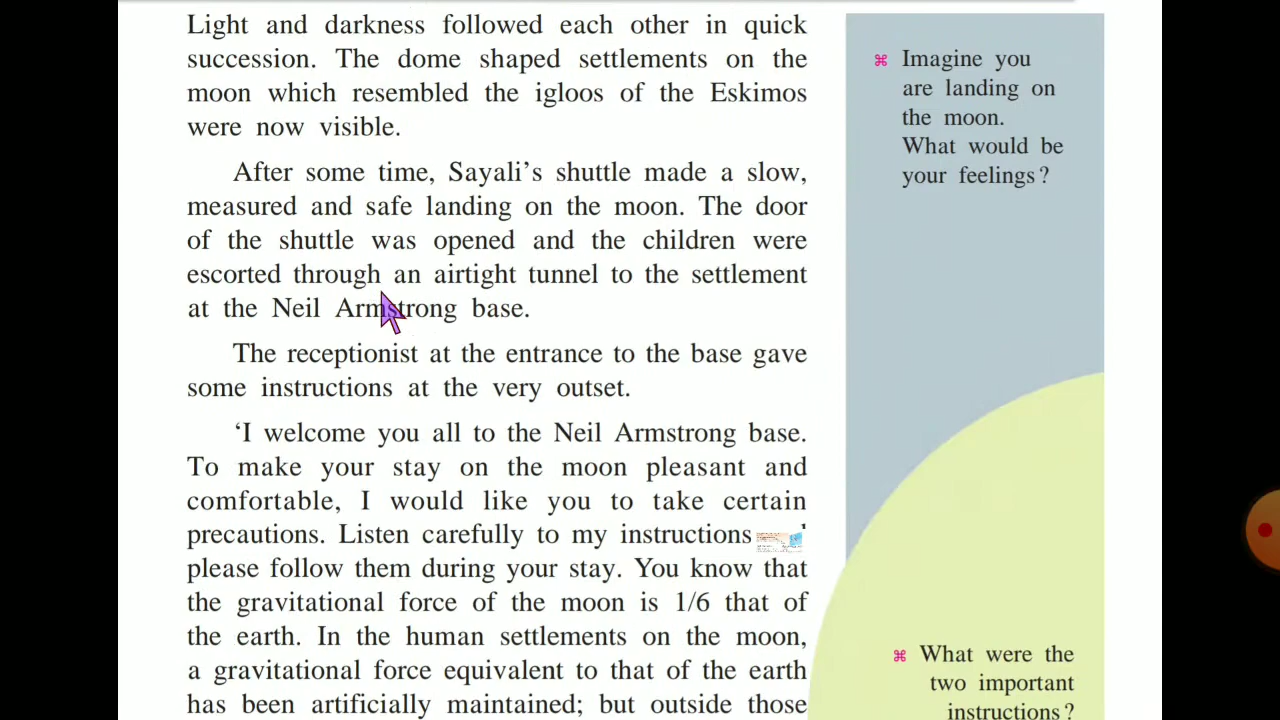 Light and darkness followed each other in quick
succession. The dome shaped settlements on the
moon which resembled the igloos of the Eskimos
were now visible.
After some time, Sayali's shuttle made a slow,
measured and safe landing on the moon. The door
of the shuttle was opened and the children were
escorted through an airtight tunnel to the settlement
at the Neil Armstrong base.
The receptionist at the entrance to the base gave
some instructions at the very outset.
‘I welcome you all to the Neil Armstrong base.
To make your stay on the moon pleasant and
comfortable, I would like you to take certain
precautions. Listen carefully to my instructions
please follow them during your stay. You know that
the gravitational force of the moon is 1/6 that of
the earth. In the human settlements on the moon,
a gravitational force equivalent to that of the earth
has been artificially maintained; but outside those
⌘ Imagine you
are landing on
the moon.
What would be
your feelings ?
⌘ What were the
two important
instructions ?